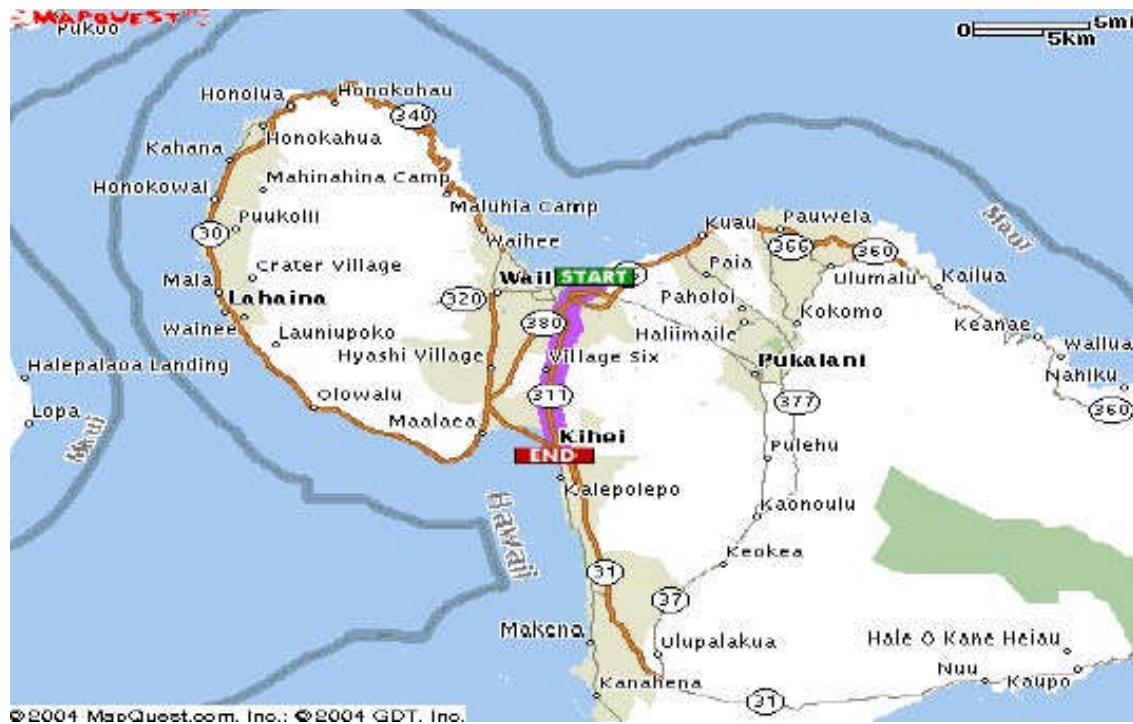 MAPQUEST
Pukoo
0 5mi
5km
Honolua
Honokohau
340
Honokahua
Kahana
Honokowai
Mahinahina Camp
Maluhia Camp
Puukolii
30
Waihee
Kuau
Pauwela
366
360
Maui
Crater Village
Mala
Wail
START
Paia
Ulumalu
Kailua
Lahaina
320
Paholoi
Wainee
Launiupoko
380
Haliimaile
Kokomo
Keanae
Hyashi Village
Village Six
Pukalani
Wailua
Halepalaoa Landing
Nahiku
311
377
360
Lopa
Olowalu
Maalaea
Kihei
Maui
END
Pulehu
Kalepolepo
Kaonoulu
Hawaii
Keokea
31
37
Makena
Ulupalakua
Hale O Kane Heiau
Nuu
Kaupo
Kanahena
31
©2004 MapQuest.com, Inc.; ©2004 GDT, Inc.